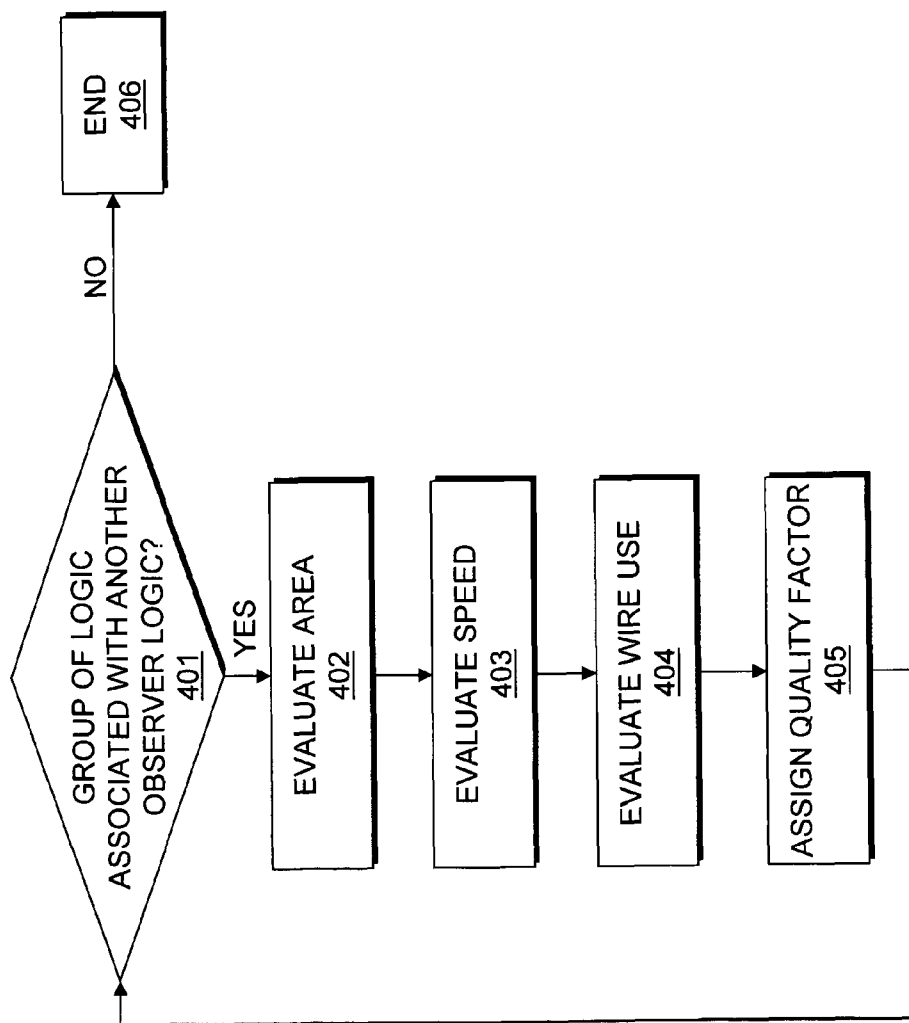 GROUP OF LOGIC
ASSOCIATED WITH ANOTHER
OBSERVER LOGIC?
401
NO
END
406
YES
EVALUATE AREA
402
EVALUATE SPEED
403
EVALUATE WIRE USE
404
ASSIGN QUALITY FACTOR
405